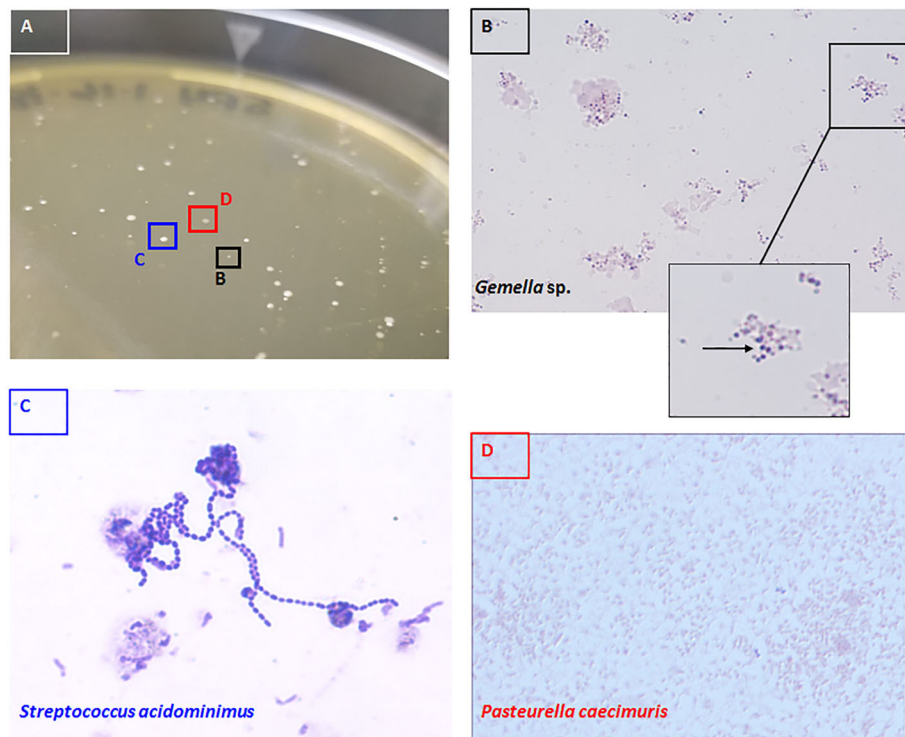 A
B
D
C
B
Gemella sp.
C
Streptococcus acidominimus
D
Pasteurella caecimuris